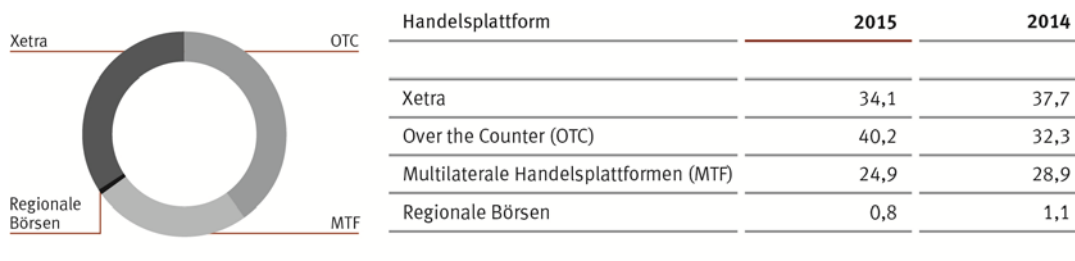 Xetra
OTC
Regionale
Börsen
MTF
Handelsplattform 2015 2014
Xetra 34,1 37,7
Over the Counter (OTC) 40,2 32,3
Multilaterale Handelsplattformen (MTF) 24,9 28,9
Regionale Börsen 0,8 1,1